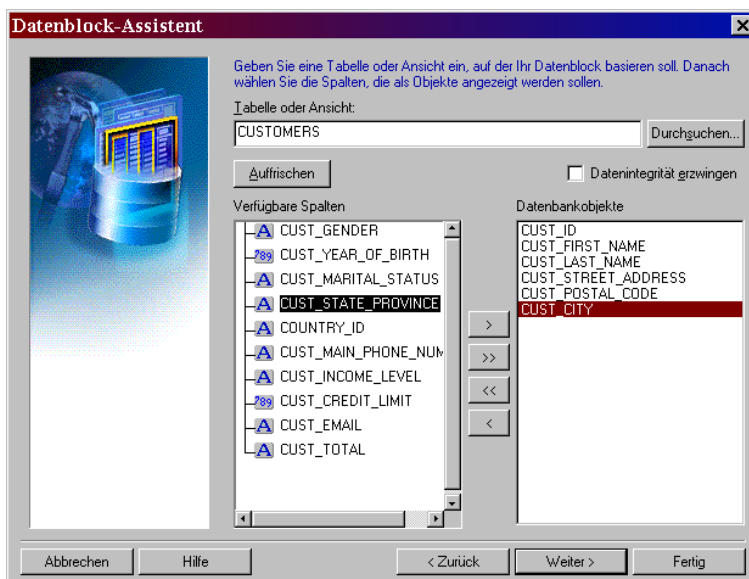 Datenblock-Assistent
Geben Sie eine Tabelle oder Ansicht ein, auf der Ihr Datenblock basieren soll. Danach
wählen Sie die Spalten, die als Objekte angezeigt werden sollen.
Tabelle oder Ansicht:
CUSTOMERS
Durchsuchen...
Auffrischen
Datenintegrität erzwingen
Verfügbare Spalten
CUST_GENDER
CUST_YEAR_OF_BIRTH
CUST_MARITAL_STATUS
CUST_STATE_PROVINCE
COUNTRY_ID
CUST_MAIN_PHONE_NUM
CUST_INCOME_LEVEL
CUST_CREDIT_LIMIT
CUST_EMAIL
CUST_TOTAL
>
>>
<<
<
Datenbankobjekte
CUST_ID
CUST_FIRST_NAME
CUST_LAST_NAME
CUST_STREET_ADDRESS
CUST_POSTAL_CODE
CUST_CITY
Abbrechen
Hilfe
< Zurück
Weiter >
Fertig